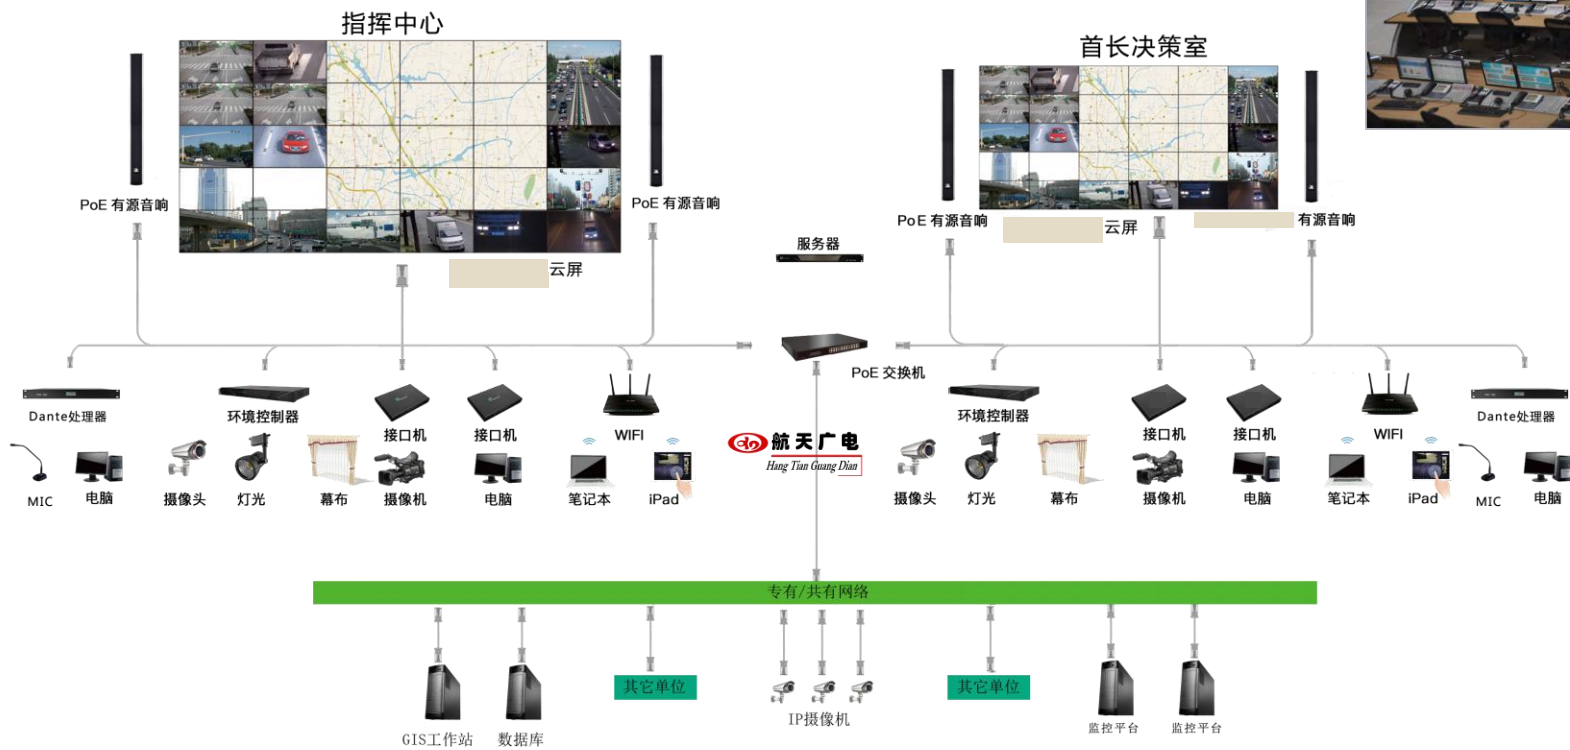 指挥中心
首长决策室
PoE 有源音响
PoE 有源音响
云屏
服务器
PoE 有源音响
云屏
有源音响
PoE 交换机
Dante处理器
环境控制器
接口机
接口机
WIFI
环境控制器
接口机
接口机
WIFI
Dante处理器
航天广电
Hang Tian Guang Dian
MIC
电脑
摄像头
灯光
幕布
摄像机
电脑
笔记本
iPad
摄像头
灯光
幕布
摄像机
电脑
笔记本
iPad
MIC
电脑
专有/共有网络
其它单位
其它单位
GIS工作站
数据库
IP摄像机
监控平台
监控平台